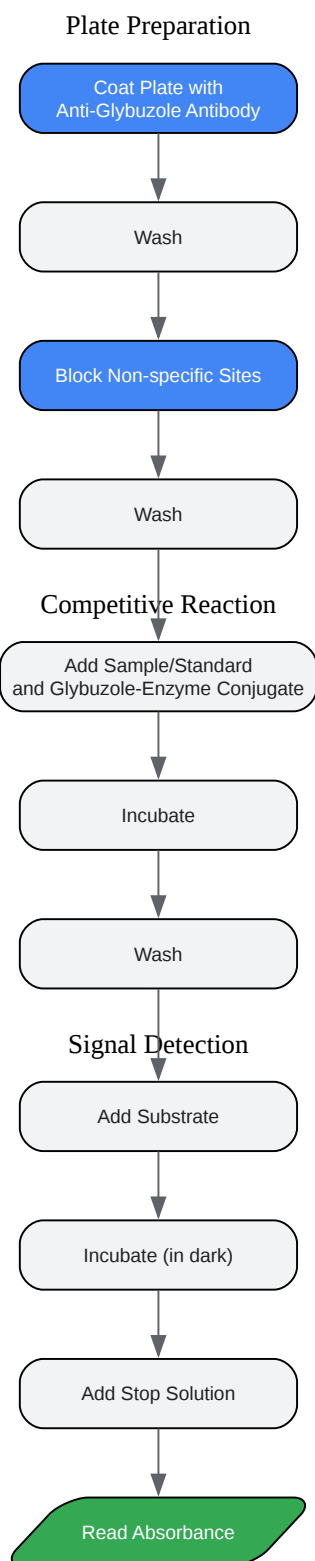 Plate Preparation
Coat Plate with
Anti-Glybuzole Antibody
Wash
Block Non-specific Sites
Wash
Competitive Reaction
Add Sample/Standard
and Glybuzole-Enzyme Conjugate
Incubate
Wash
Signal Detection
Add Substrate
Incubate (in dark)
Add Stop Solution
Read Absorbance